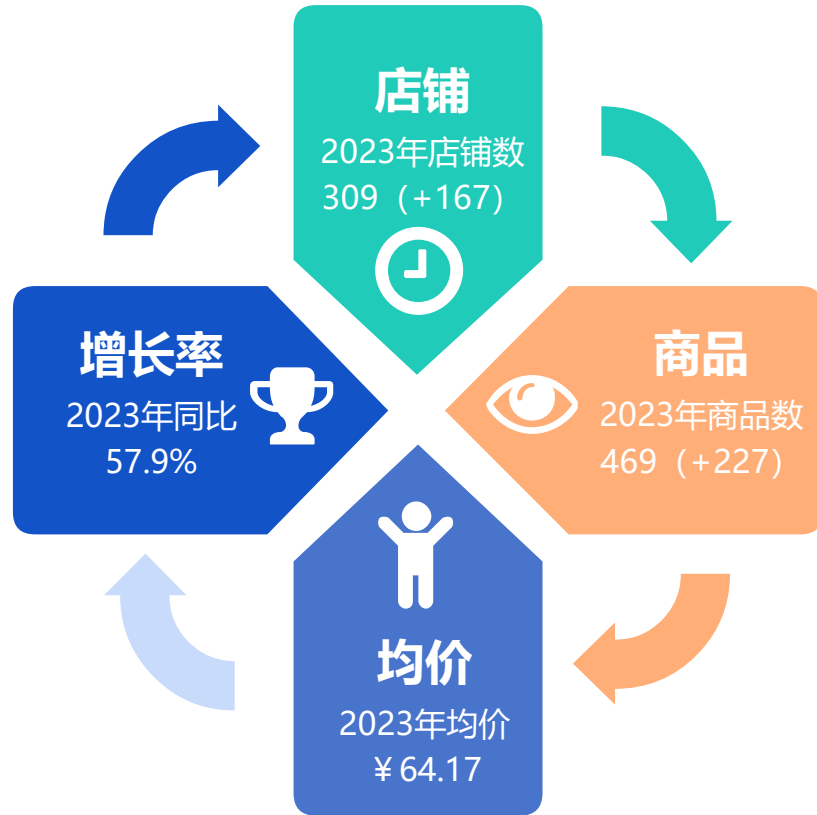 店铺
2023年店铺数
309（+167）
增长率
2023年同比
57.9%
商品
2023年商品数
469（+227）
均价
2023年均价
￥64.17